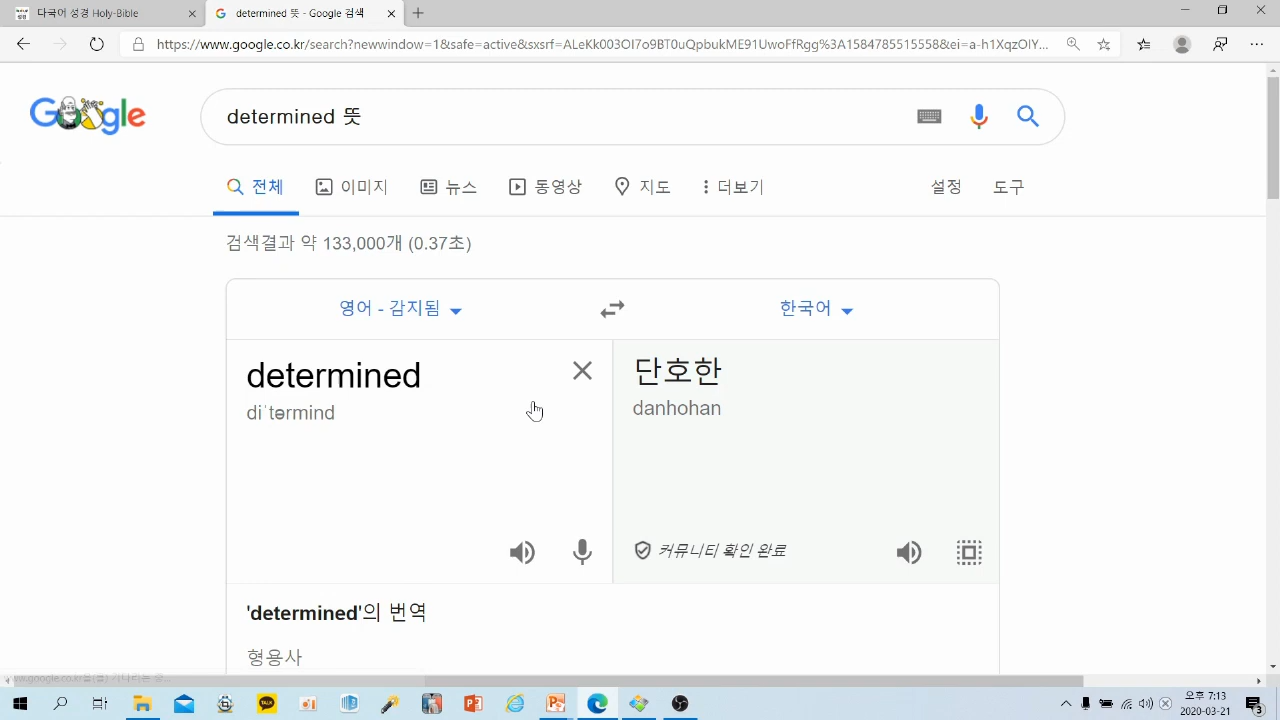 다국어 성경 Holy-Bible
determined 뜻 - Google 검색
https://www.google.co.kr/search?newwindow=1&safe=active&sxsrf=ALeKk003OI7o9BT0uQpbukME91UwoFfRgg%3A1584785515558&ei=a-h1XqzOIY...
Google
determined 뜻
전체
이미지
뉴스
동영상
지도
더보기
설정
도구
검색결과 약 133,000개 (0.37초)
영어 - 감지됨
한국어
determined
diˈtərmind
단호한
danhohan
커뮤니티 확인 완료
'determined'의 번역
형용사
TALK
오후 7:13
2020-03-21
3